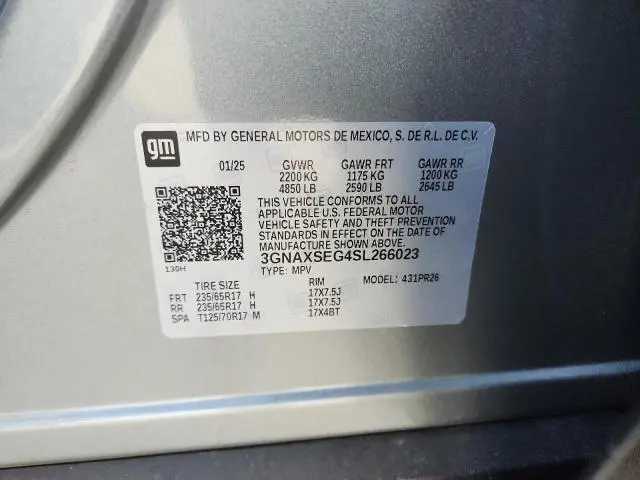 gm MFD BY GENERAL MOTORS DE MEXICO, S. DE R.L. DE C.V.
01/25 GVWR GAWR FRT GAWR RR
2200 KG 1175 KG 1200 KG
4850 LB 2590 LB 2645 LB
THIS VEHICLE CONFORMS TO ALL
APPLICABLE U.S. FEDERAL MOTOR
VEHICLE SAFETY AND THEFT PREVENTION
STANDARDS IN EFFECT ON THE DATE OF
MANUFACTURE SHOWN ABOVE.
3GNAXSEG4SL266023
130H TYPE: MPV MODEL: 431PR26
TIRE SIZE RIM
FRT 235/65R17 H 17X7.5J
RR 235/65R17 H 17X7.5J
SPA T125/70R17 M 17X4BT